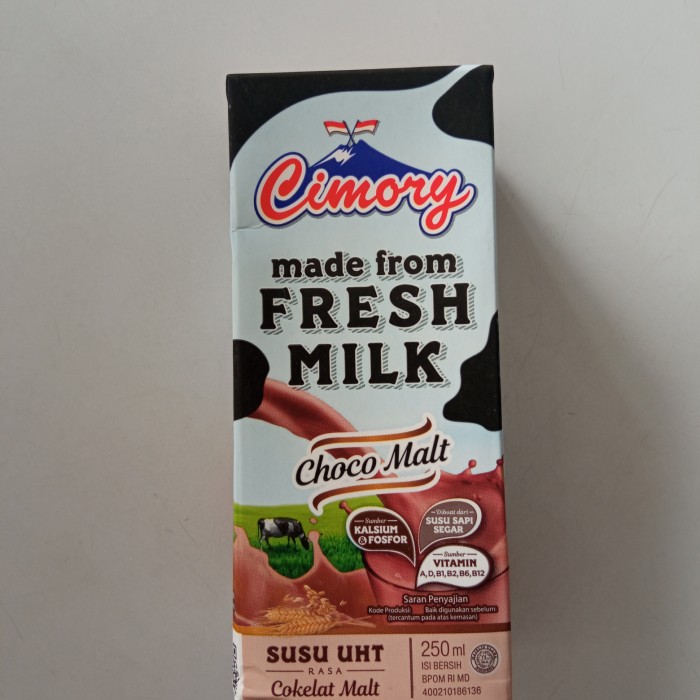 Cimory
made from
FRESH
MILK
Choco Malt
Sumber
KALSIUM
& FOSFOR
Dibuat dari
SUSU SAPI
SEGAR
Sumber
VITAMIN
A, D, B1, B2, B6, B12
Saran Penyajian
Kode Produksi Baik digunakan sebelum
(tercantum pada atas kemasan)
SUSU UHT
RASA
Cokelat Malt
250 ml
ISI BERSIH
BPOM RI MD
400210186136